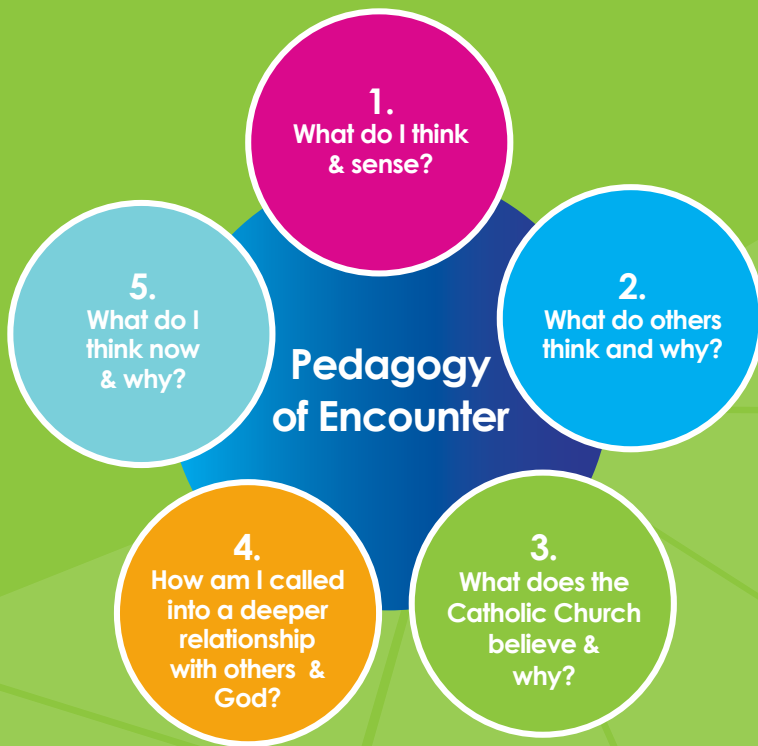 1.
What do I think
& sense?
2.
What do others
think and why?
3.
What does the
Catholic Church
believe &
why?
4.
How am I called
into a deeper
relationship
with others &
God?
5.
What do I
think now
& why?
Pedagogy
of Encounter